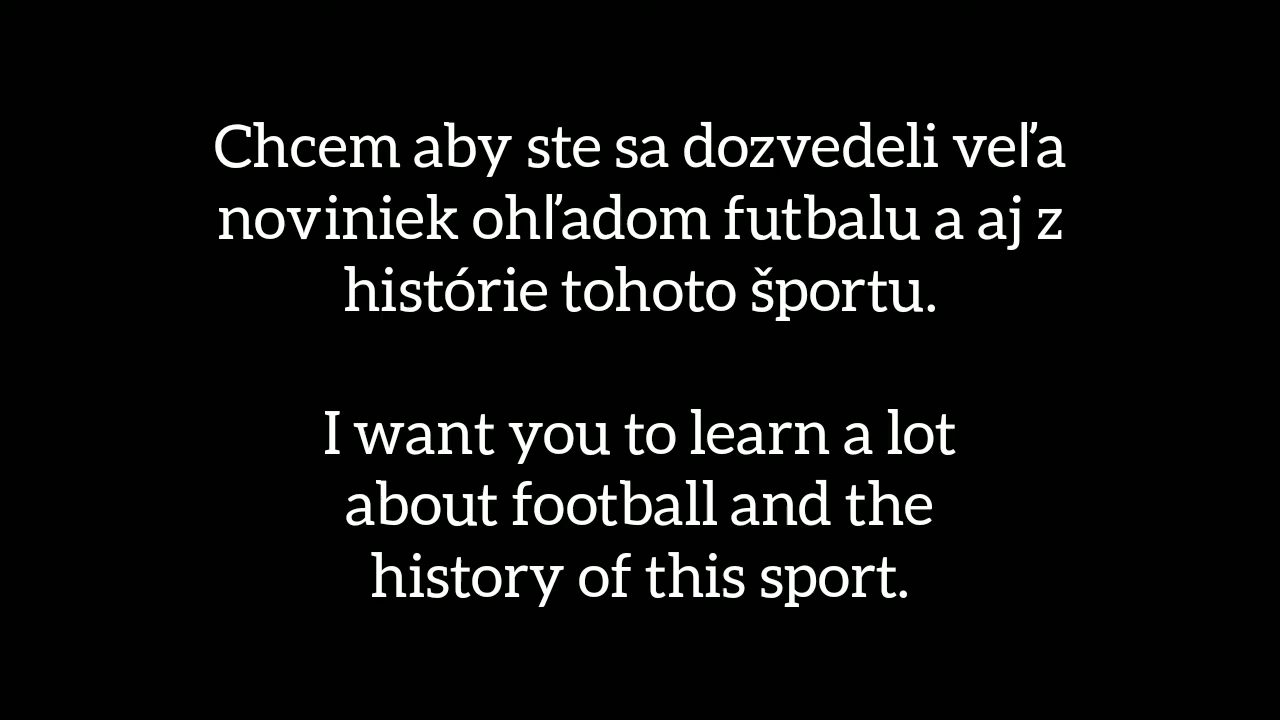 Chcem aby ste sa dozvedeli veľa
noviniek ohľadom futbalu a aj z
histórie tohoto športu.
I want you to learn a lot
about football and the
history of this sport.